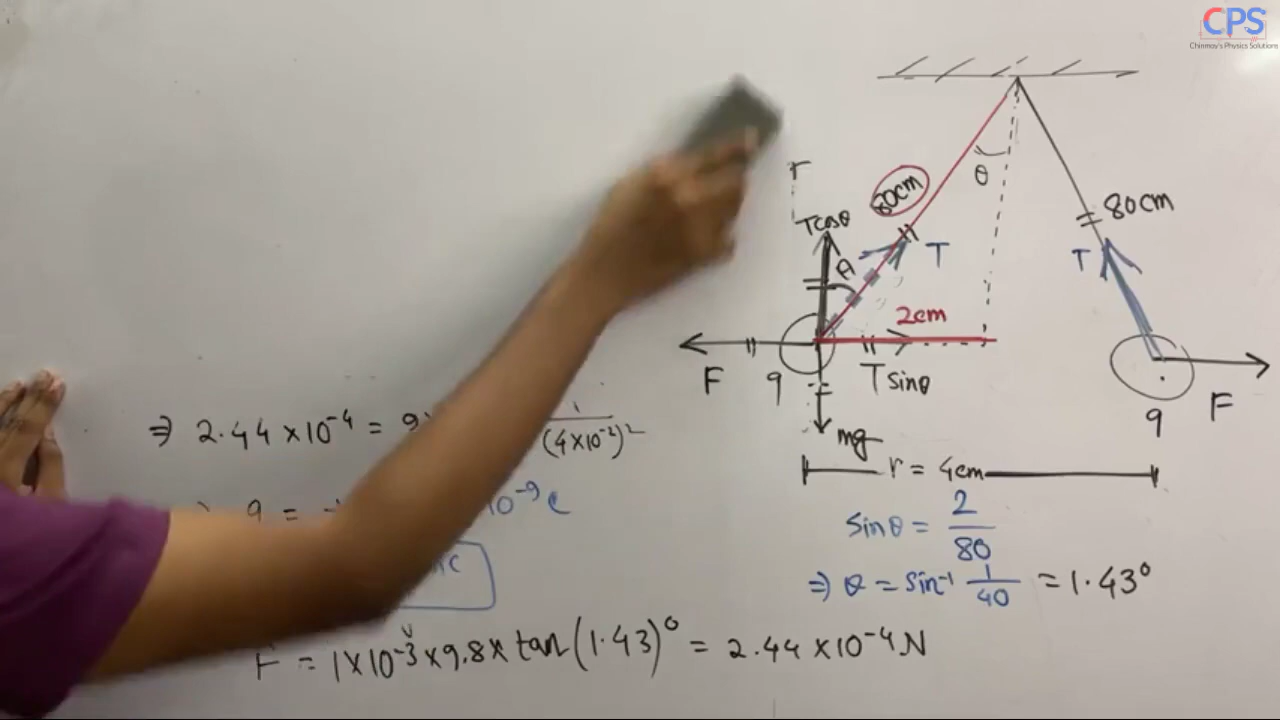 CPS
Chinmay's Physics Solutions
r
Tcosθ
80cm
θ
80cm
θ
T
T
2cm
F
q
Tsinθ
mg
q
F
r = 4cm
⇒ 2.44 × 10⁻⁴ = 9
(4×10⁻²)²
q =
10⁻⁹ C
C
sinθ = 2/80
⇒ θ = sin⁻¹ 1/40 = 1.43°
F = 1×10⁻³×9.8× tan(1.43)° = 2.44 ×10⁻⁴ N